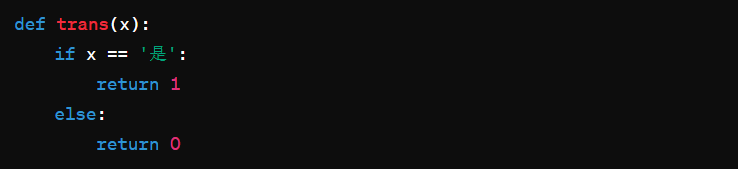 def trans(x):
    if x == '是':
        return 1
    else:
        return 0